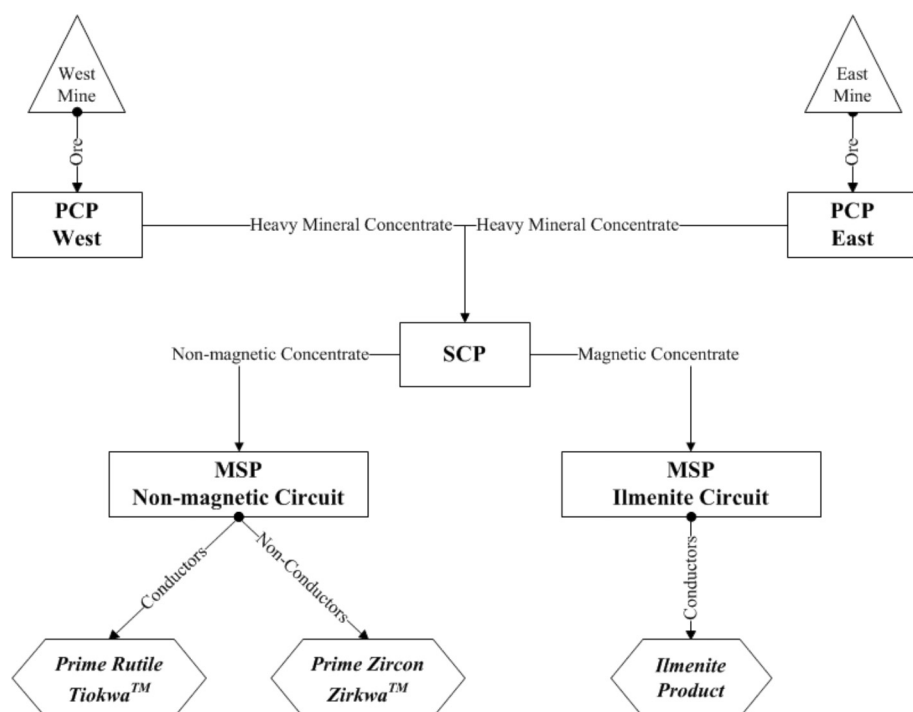 West
Mine
East
Mine
Ore
Ore
PCP
West
PCP
East
Heavy Mineral Concentrate
Heavy Mineral Concentrate
SCP
Non-magnetic Concentrate
Magnetic Concentrate
MSP
Non-magnetic Circuit
MSP
Ilmenite Circuit
Conductors
Non-Conductors
Conductors
Prime Rutile
Tiokwa™
Prime Zircon
Zirkwa™
Ilmenite
Product